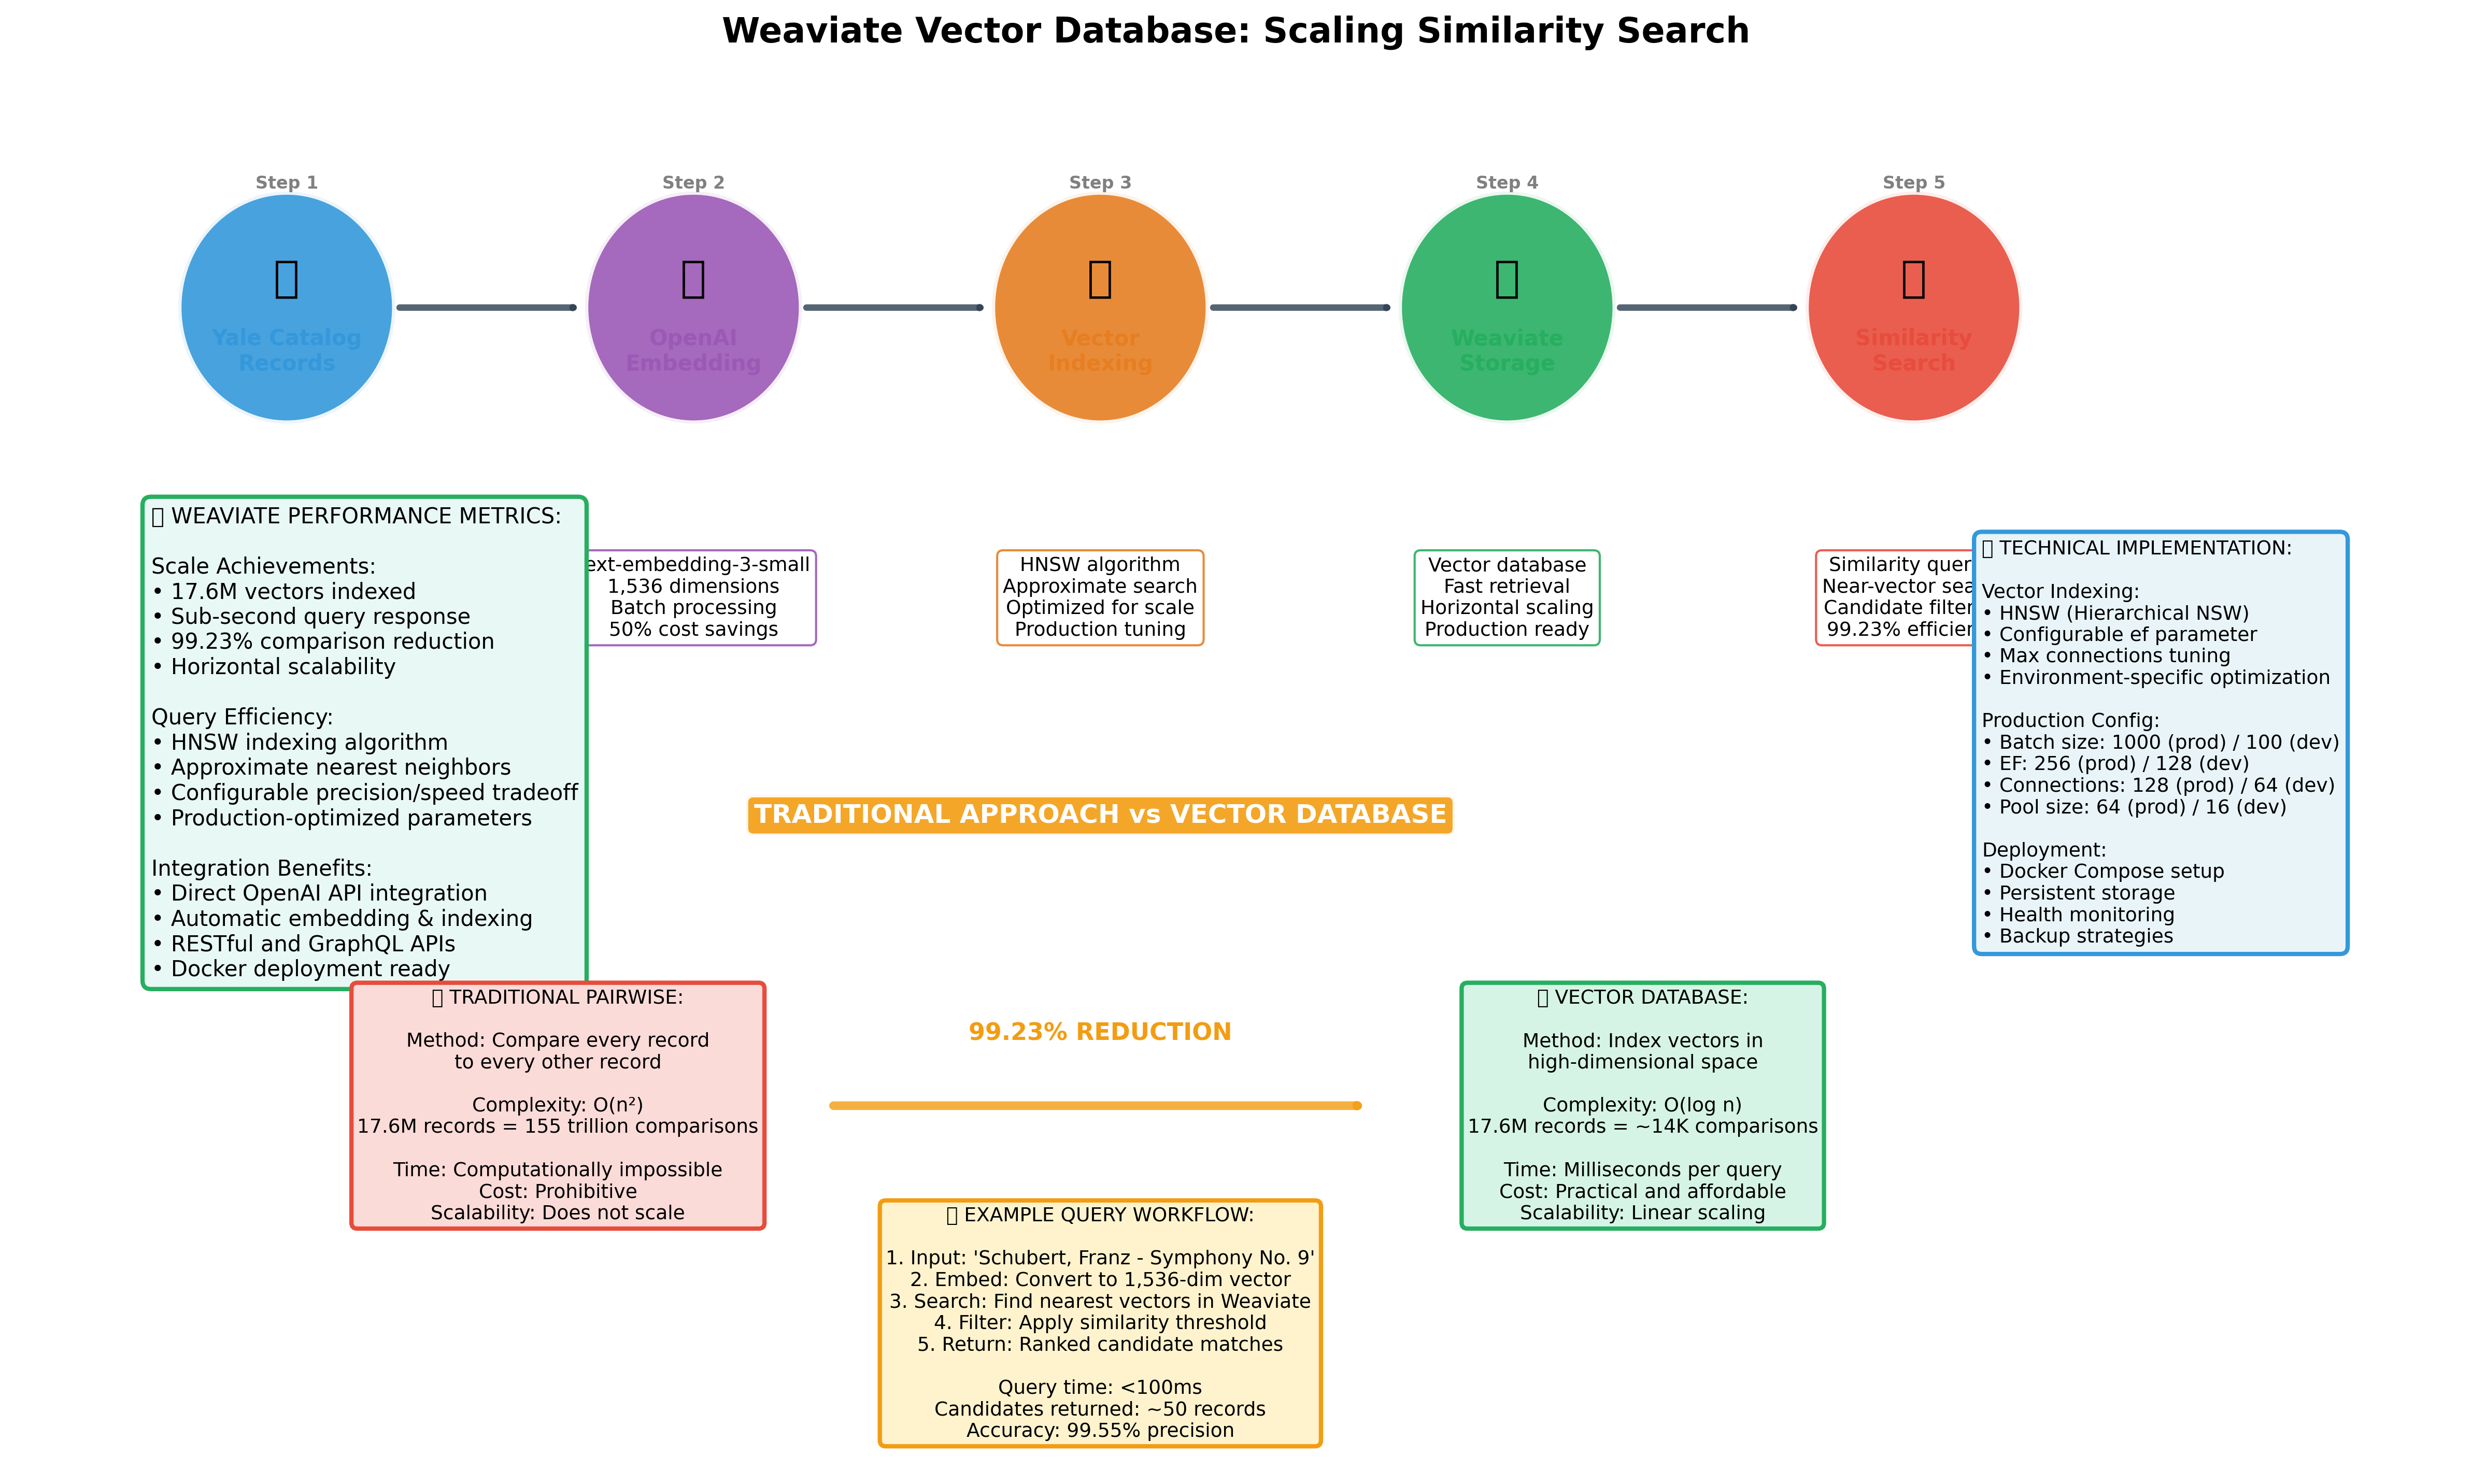 Weaviate Vector Database: Scaling Similarity Search
Step 1
Step 2
Step 3
Step 4
Step 5
Yale Catalog
Records
OpenAI
Embedding
Vector
Indexing
Weaviate
Storage
Similarity
Search
WEAVIATE PERFORMANCE METRICS:
Scale Achievements:
• 17.6M vectors indexed
• Sub-second query response
• 99.23% comparison reduction
• Horizontal scalability
Query Efficiency:
• HNSW indexing algorithm
• Approximate nearest neighbors
• Configurable precision/speed tradeoff
• Production-optimized parameters
Integration Benefits:
• Direct OpenAI API integration
• Automatic embedding & indexing
• RESTful and GraphQL APIs
• Docker deployment ready
ext-embedding-3-small
1,536 dimensions
Batch processing
50% cost savings
HNSW algorithm
Approximate search
Optimized for scale
Production tuning
Vector database
Fast retrieval
Horizontal scaling
Production ready
Similarity quer
Near-vector sea
Candidate filter
99.23% efficien
TECHNICAL IMPLEMENTATION:
Vector Indexing:
• HNSW (Hierarchical NSW)
• Configurable ef parameter
• Max connections tuning
• Environment-specific optimization
Production Config:
• Batch size: 1000 (prod) / 100 (dev)
• EF: 256 (prod) / 128 (dev)
• Connections: 128 (prod) / 64 (dev)
• Pool size: 64 (prod) / 16 (dev)
Deployment:
• Docker Compose setup
• Persistent storage
• Health monitoring
• Backup strategies
TRADITIONAL APPROACH vs VECTOR DATABASE
TRADITIONAL PAIRWISE:
Method: Compare every record
to every other record
Complexity: O(n²)
17.6M records = 155 trillion comparisons
Time: Computationally impossible
Cost: Prohibitive
Scalability: Does not scale
99.23% REDUCTION
VECTOR DATABASE:
Method: Index vectors in
high-dimensional space
Complexity: O(log n)
17.6M records = ~14K comparisons
Time: Milliseconds per query
Cost: Practical and affordable
Scalability: Linear scaling
EXAMPLE QUERY WORKFLOW:
1. Input: 'Schubert, Franz - Symphony No. 9'
2. Embed: Convert to 1,536-dim vector
3. Search: Find nearest vectors in Weaviate
4. Filter: Apply similarity threshold
5. Return: Ranked candidate matches
Query time: <100ms
Candidates returned: ~50 records
Accuracy: 99.55% precision